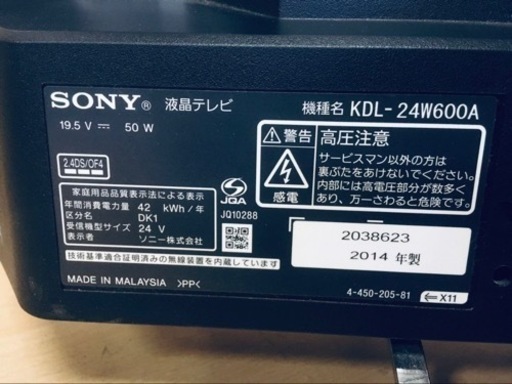 SONY® 液晶テレビ 機種名 KDL-24W600A
19.5 V ⎓ 50 W
2.4DS/OF4
家庭用品品質表示法による表示
年間消費電力量 42 kWh/年
区分名 DK1
受信機型サイズ 24 V
表示者 ソニー株式会社
JQA
JQ10288
技術基準適合証明済みの無線装置を内蔵しています
MADE IN MALAYSIA >PP<
警告 高圧注意
感電
サービスマン以外の方は
裏ぶたをあけないでください。
内部には高電圧部分が数多く
あり、万一さわると危険です。
2038623
2014 年製
4-450-205-81
X11